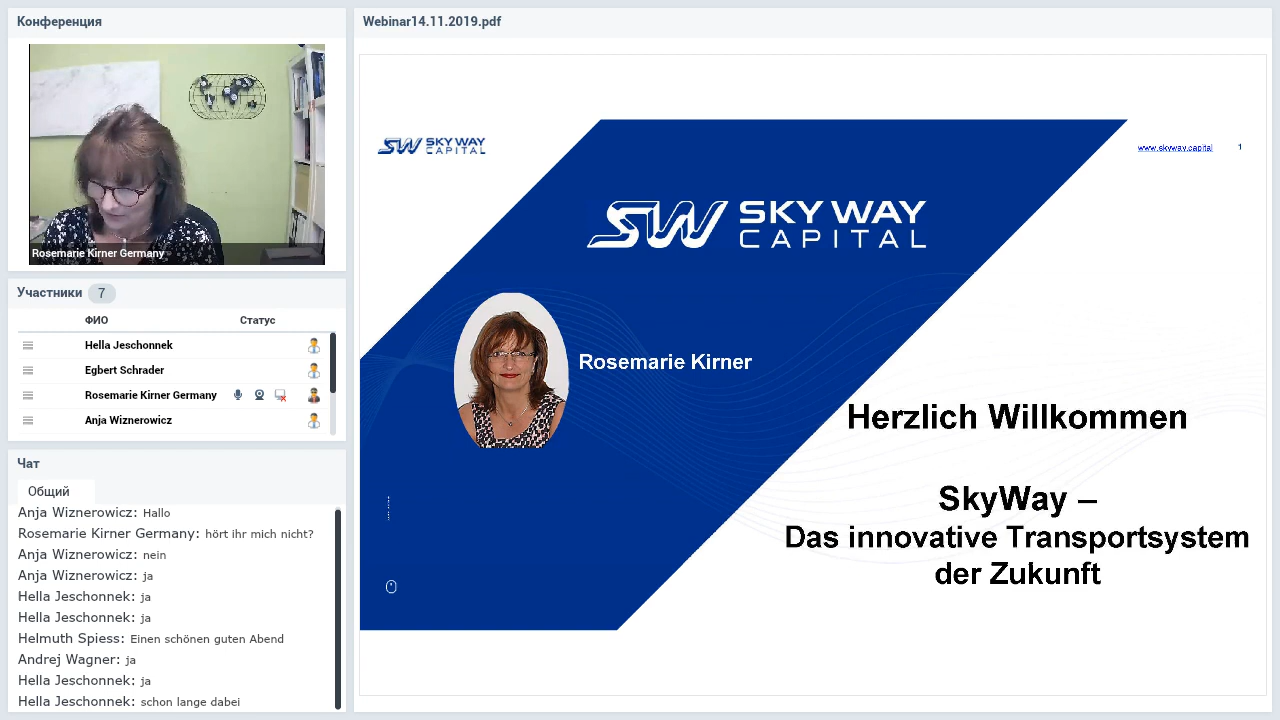 Конференция
Rosemarie Kirner Germany
Участники 7
ФИО Статус
Hella Jeschonnek
Egbert Schrader
Rosemarie Kirner Germany
Anja Wiznerowicz
Чат
Общий
Anja Wiznerowicz: Hallo
Rosemarie Kirner Germany: hört ihr mich nicht?
Anja Wiznerowicz: nein
Anja Wiznerowicz: ja
Hella Jeschonnek: ja
Hella Jeschonnek: ja
Helmuth Spiess: Einen schönen guten Abend
Andrej Wagner: ja
Hella Jeschonnek: ja
Hella Jeschonnek: schon lange dabei
Webinar14.11.2019.pdf
SW SKY WAY
CAPITAL
www.skyway.capital 1
SW SKY WAY
CAPITAL
Rosemarie Kirner
Herzlich Willkommen
SkyWay –
Das innovative Transportsystem
der Zukunft